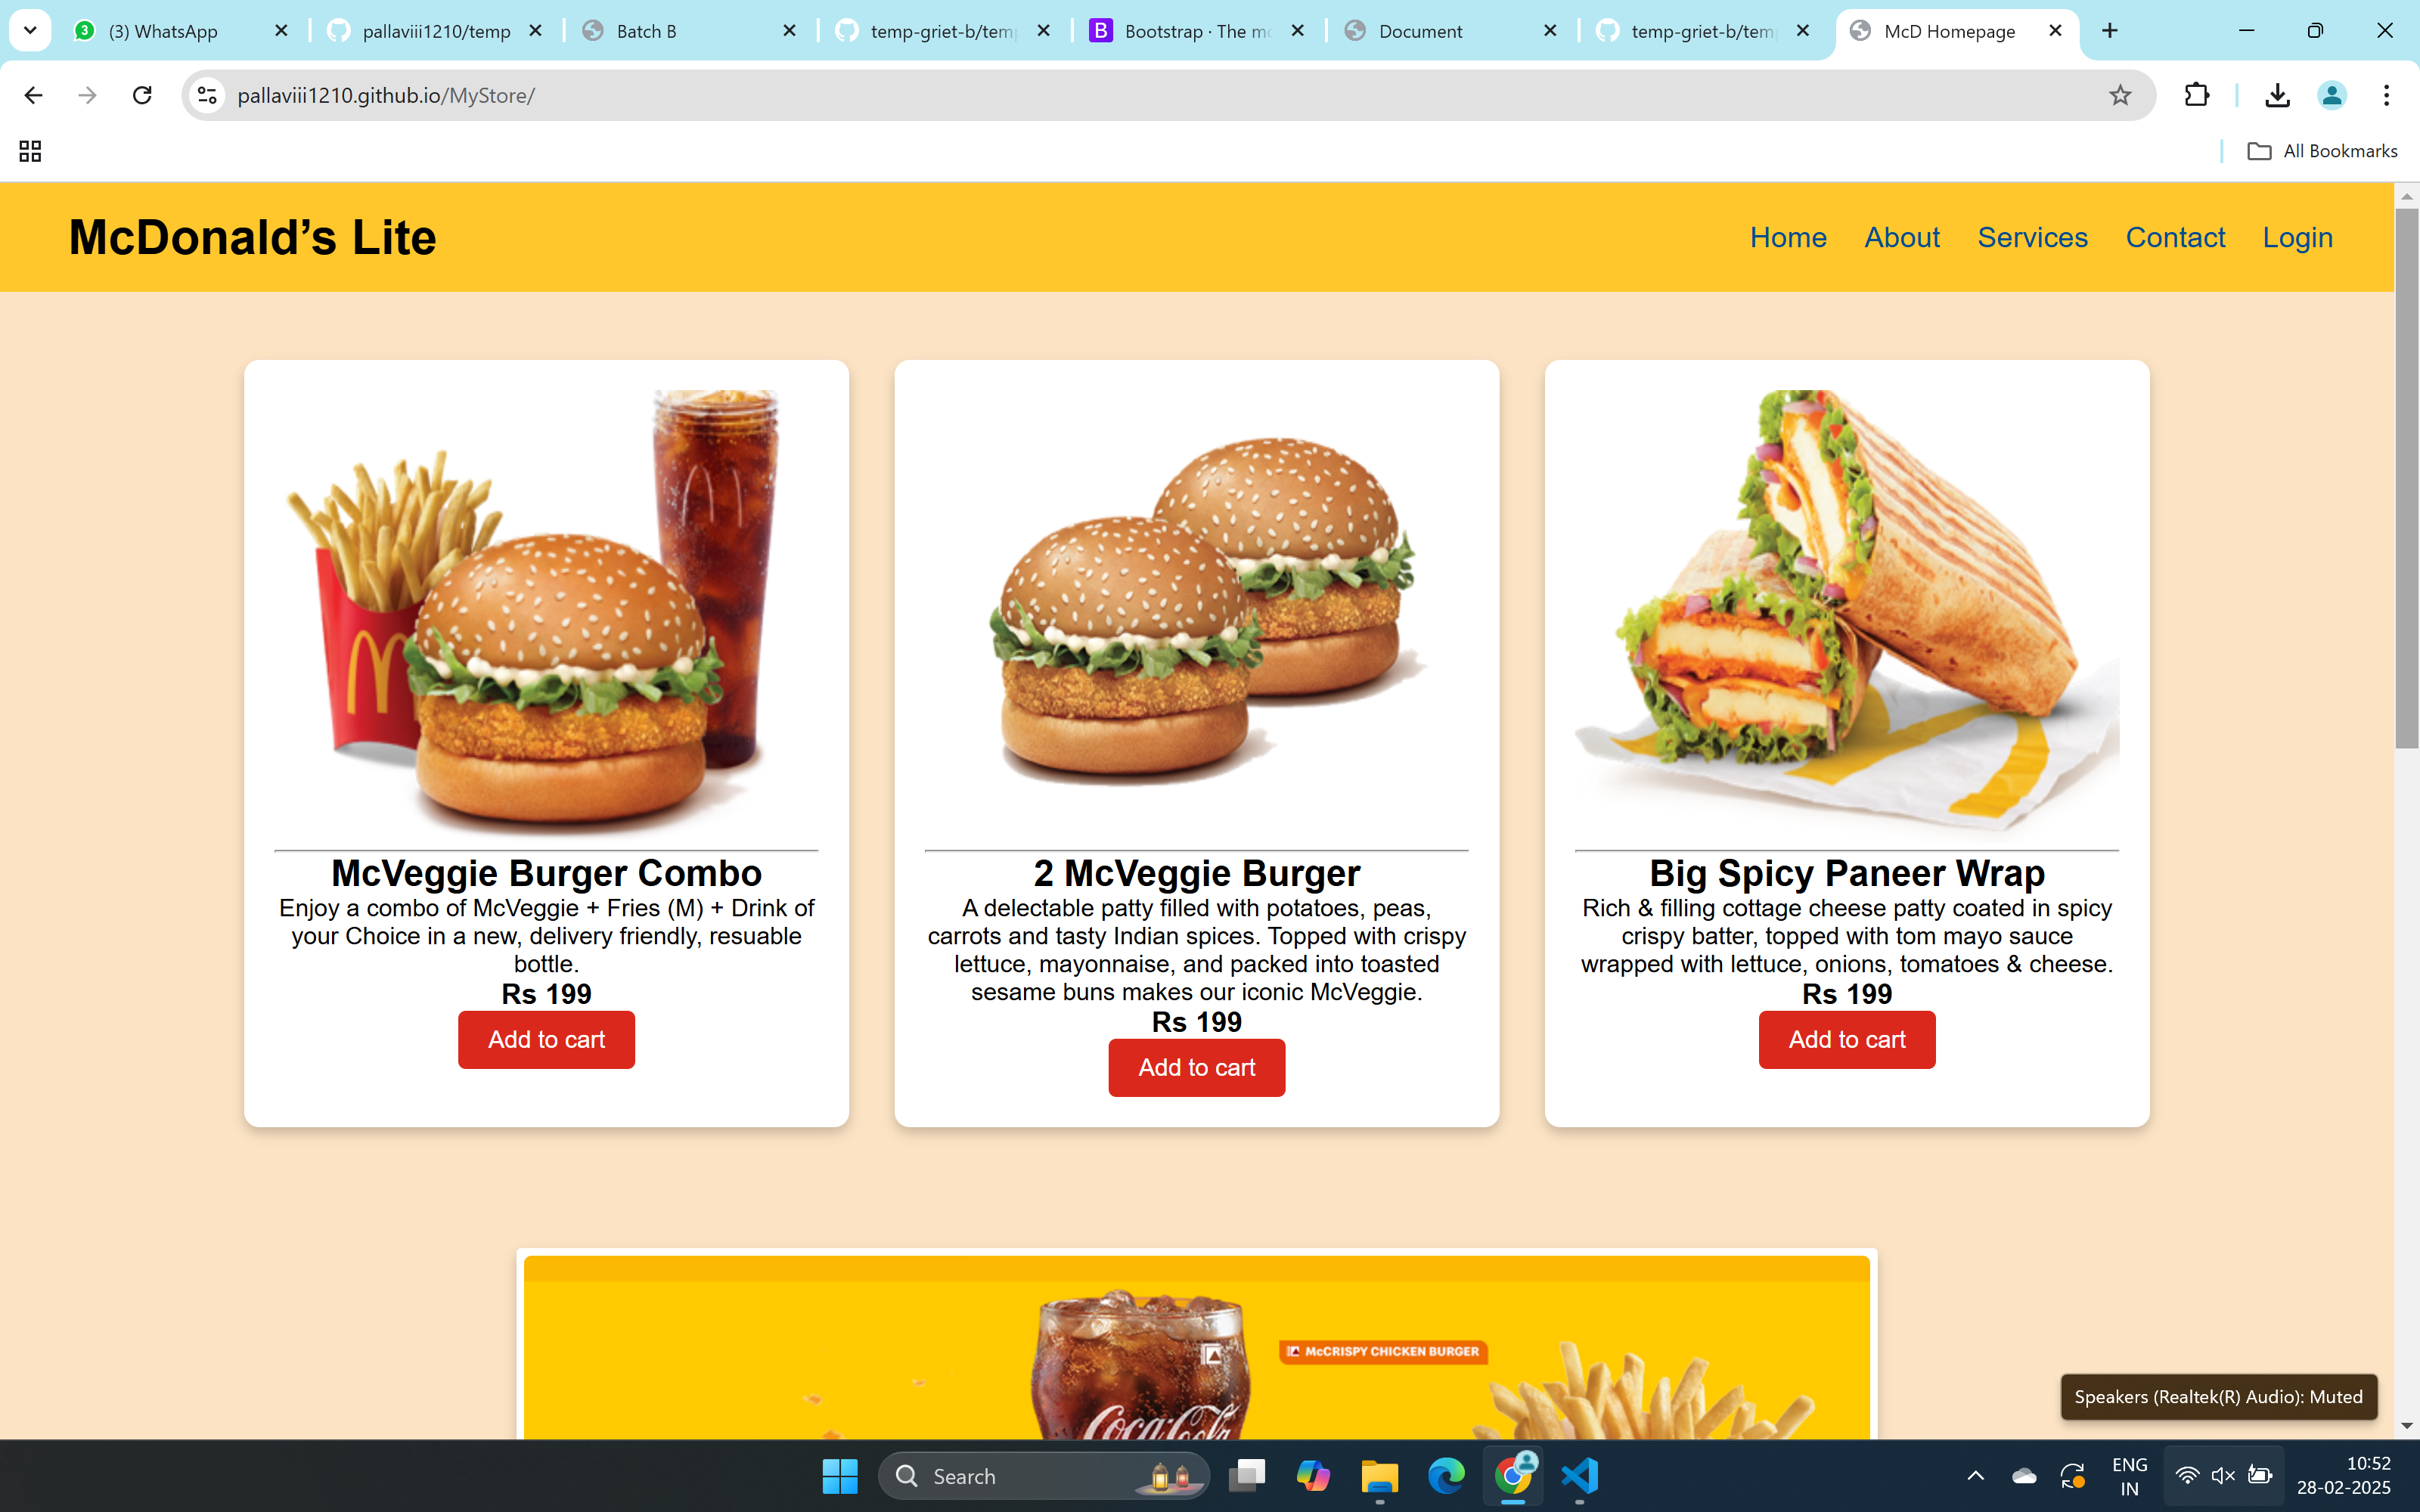 3
(3) WhatsApp
pallaviii1210/temp
Batch B
temp-griet-b/tem
B
Bootstrap · The mo
Document
temp-griet-b/tem
McD Homepage
pallaviii1210.github.io/MyStore/
All Bookmarks
McDonald’s Lite
Home
About
Services
Contact
Login
McVeggie Burger Combo
Enjoy a combo of McVeggie + Fries (M) + Drink of
your Choice in a new, delivery friendly, resuable
bottle.
Rs 199
Add to cart
2 McVeggie Burger
A delectable patty filled with potatoes, peas,
carrots and tasty Indian spices. Topped with crispy
lettuce, mayonnaise, and packed into toasted
sesame buns makes our iconic McVeggie.
Rs 199
Add to cart
Big Spicy Paneer Wrap
Rich & filling cottage cheese patty coated in spicy
crispy batter, topped with tom mayo sauce
wrapped with lettuce, onions, tomatoes & cheese.
Rs 199
Add to cart
McCRISPY CHICKEN BURGER
Coca-Cola
Speakers (Realtek(R) Audio): Muted
Search
ENG
IN
10:52
28-02-2025